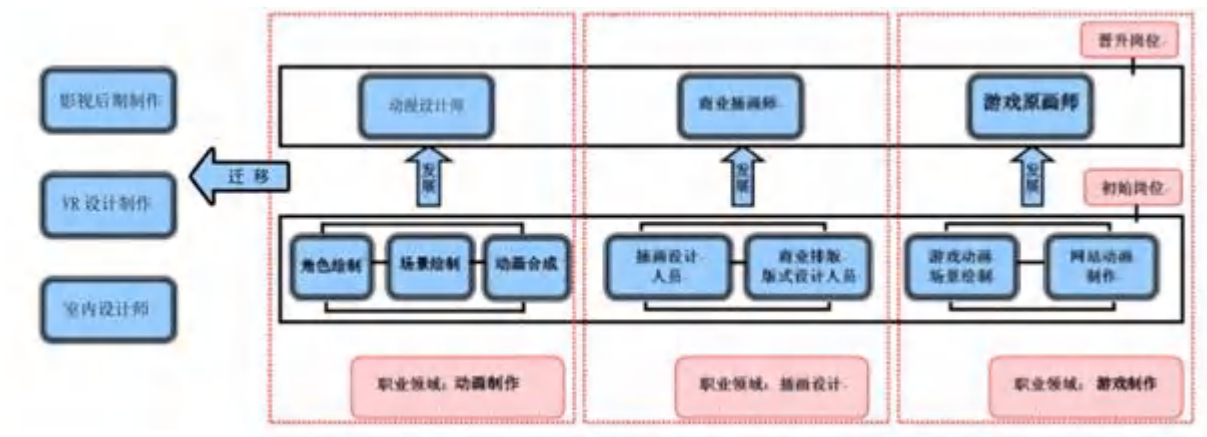 晋升岗位
影视后期制作
动漫设计师
商业插画师
游戏原画师
迁 移
发展
发展
发展
VR 设计制作
初始岗位
角色绘制
场景绘制
动画合成
插画设计
人员
商业排版
版式设计人员
游戏动画
场景绘制
网站动画
制作
室内设计师
职业领域：动画制作
职业领域：插画设计
职业领域：游戏制作